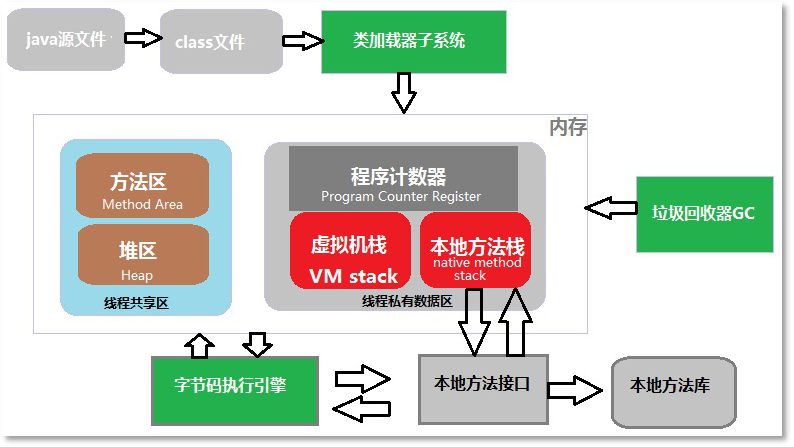 java源文件
class文件
类加载器子系统
内存
方法区
Method Area
堆区
Heap
线程共享区
程序计数器
Program Counter Register
虚拟机栈
VM stack
本地方法栈
native method
stack
线程私有数据区
垃圾回收器GC
字节码执行引擎
本地方法接口
本地方法库